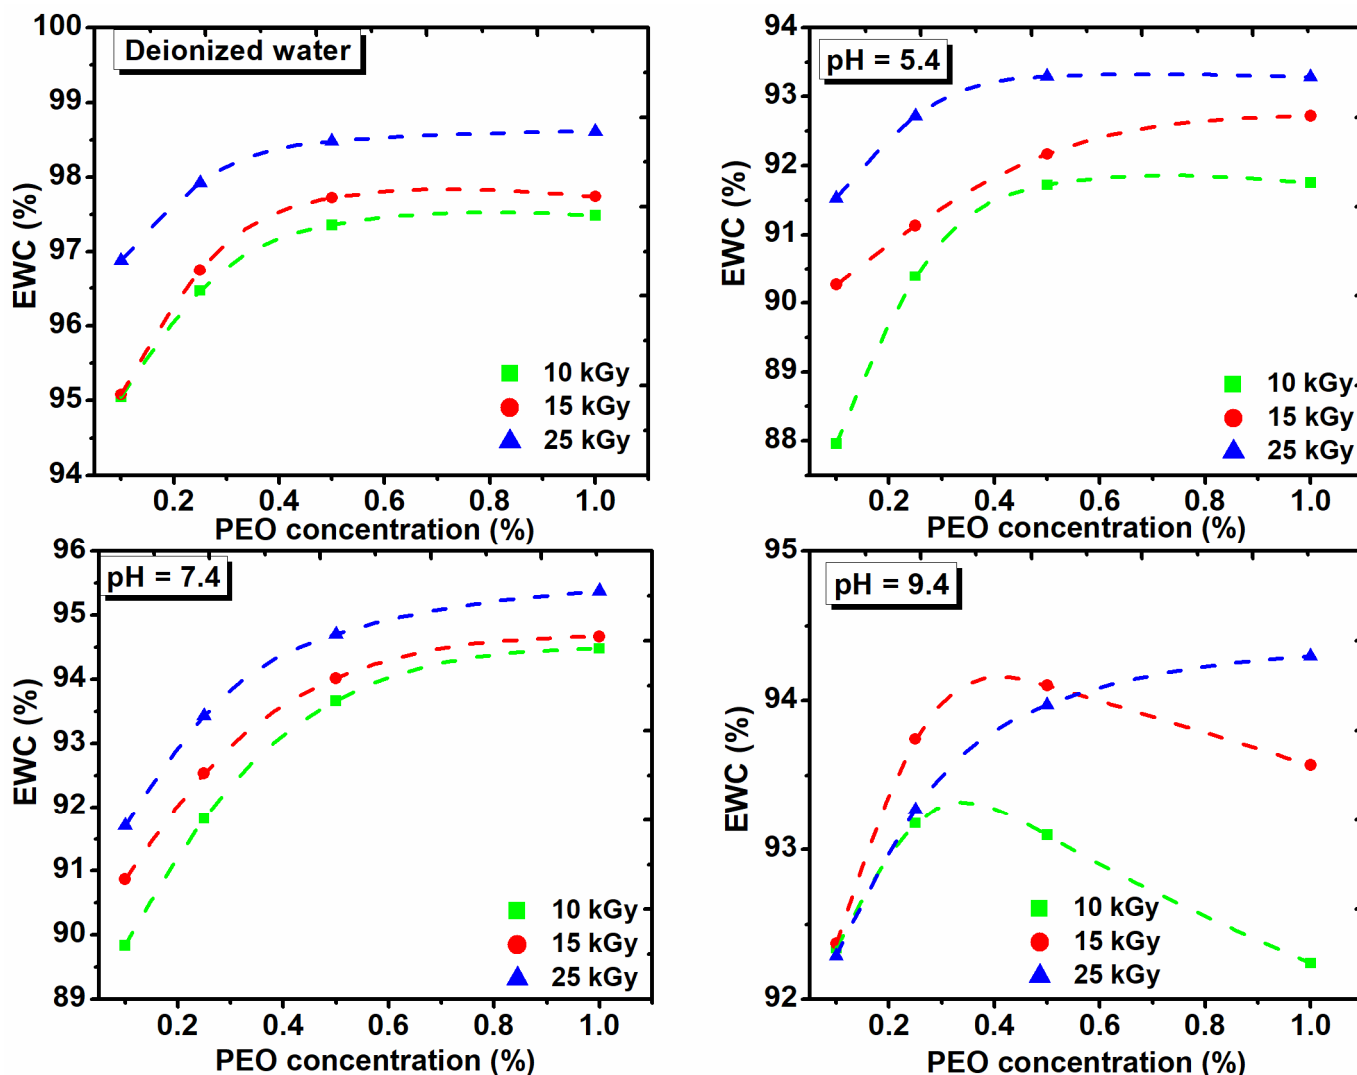 Deionized water
EWC (%)
100
99
98
97
96
95
94
10 kGy
15 kGy
25 kGy
0.2 0.4 0.6 0.8 1.0
PEO concentration (%)
pH = 5.4
EWC (%)
94
93
92
91
90
89
88
10 kGy
15 kGy
25 kGy
0.2 0.4 0.6 0.8 1.0
PEO concentration (%)
pH = 7.4
EWC (%)
96
95
94
93
92
91
90
89
10 kGy
15 kGy
25 kGy
0.2 0.4 0.6 0.8 1.0
PEO concentration (%)
pH = 9.4
EWC (%)
95
94
93
92
10 kGy
15 kGy
25 kGy
0.2 0.4 0.6 0.8 1.0
PEO concentration (%)